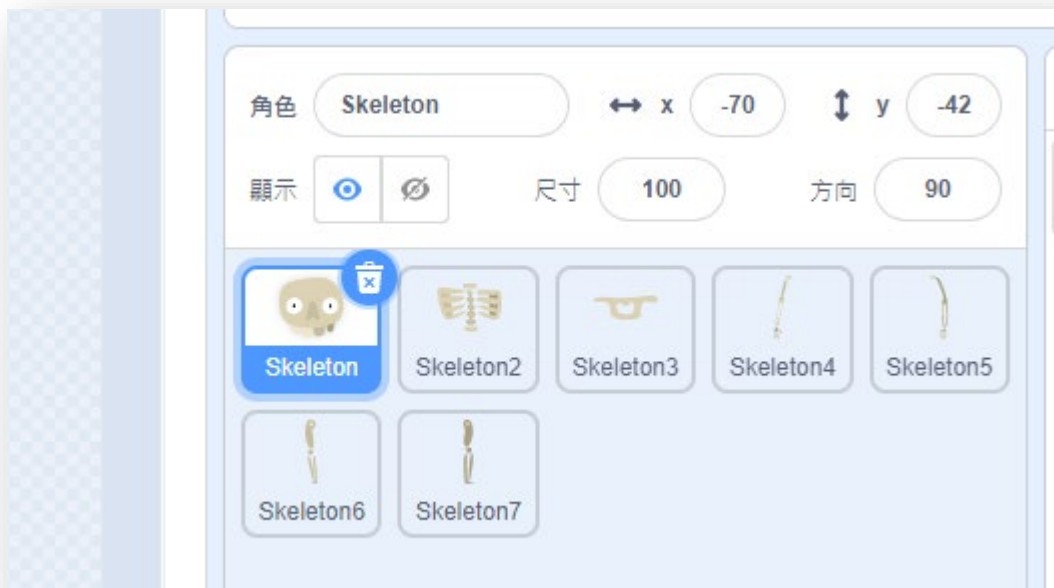 角色 Skeleton x -70 y -42
顯示 尺寸 100 方向 90
Skeleton Skeleton2 Skeleton3 Skeleton4 Skeleton5
Skeleton6 Skeleton7